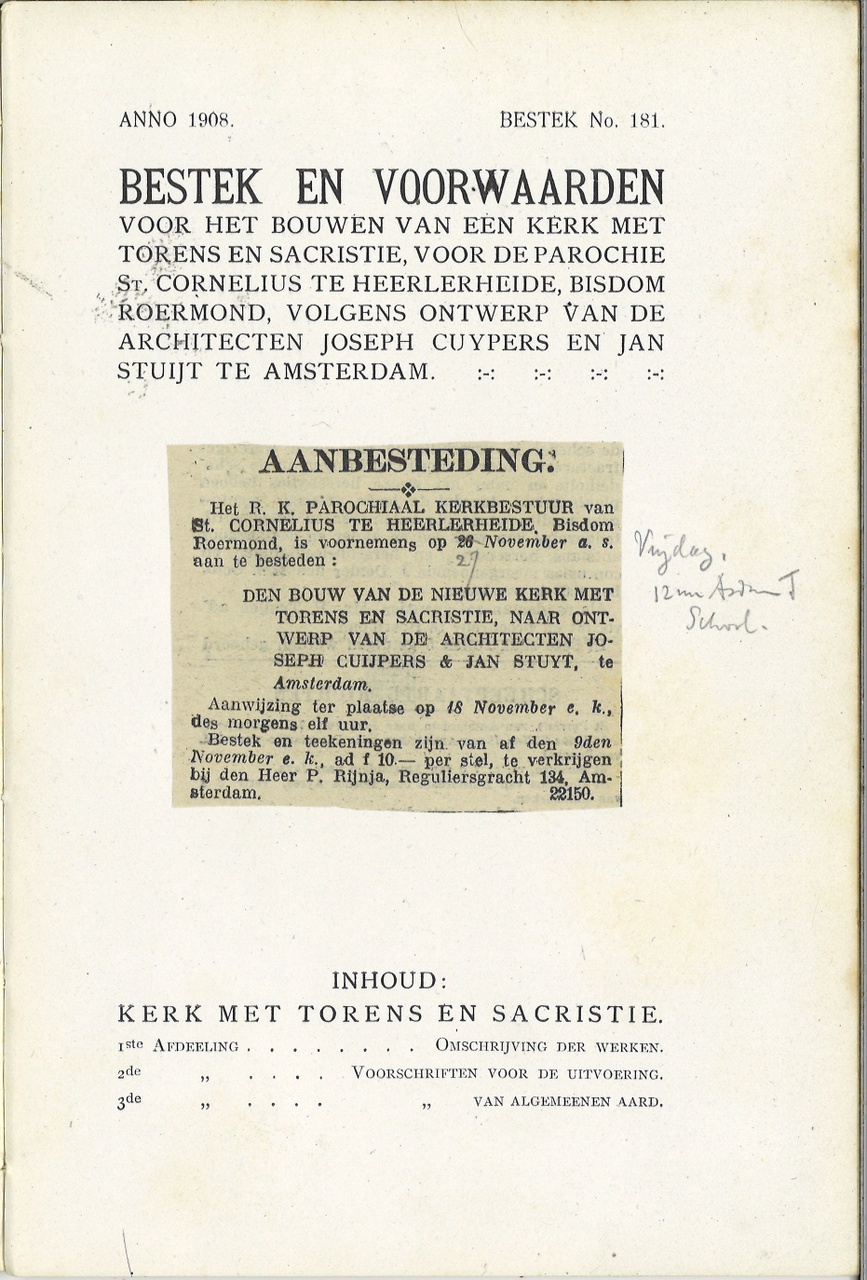 ANNO 1908. BESTEK No. 181.
BESTEK EN VOORWAARDEN
VOOR HET BOUWEN VAN EEN KERK MET
TORENS EN SACRISTIE, VOOR DE PAROCHIE
St. CORNELIUS TE HEERLERHEIDE, BISDOM
ROERMOND, VOLGENS ONTWERP VAN DE
ARCHITECTEN JOSEPH CUYPERS EN JAN
STUIJT TE AMSTERDAM. :-: :-: :-: :-:
AANBESTEDING.
Het R. K. PAROCHIAAL KERKBESTUUR van
St. CORNELIUS TE HEERLERHEIDE, Bisdom
Roermond, is voornemens op 26 November a. s.
aan te besteden :
27
DEN BOUW VAN DE NIEUWE KERK MET
TORENS EN SACRISTIE, NAAR ONT-
WERP VAN DE ARCHITECTEN JO-
SEPH CUIJPERS & JAN STUYT, te
Amsterdam.
Aanwijzing ter plaatse op 18 November e. k.,
des morgens elf uur.
Bestek en teekeningen zijn van af den 9den
November e. k., ad f 10.— per stel, te verkrijgen
bij den Heer P. Rijnja, Reguliersgracht 134, Am-
sterdam. 22150.
Vrijdag.
12 uur
School.
INHOUD:
KERK MET TORENS EN SACRISTIE.
1ste Afdeeling . . . . . . . . Omschrijving der werken.
2de „ . . . . Voorschriften voor de uitvoering.
3de „ . . . . „ van algemeenen aard.